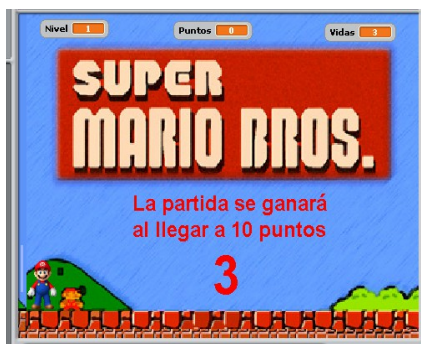 Nivel 1 Puntos 0 Vidas 3
SUPER
MARIO BROS.
La partida se ganará
al llegar a 10 puntos
3